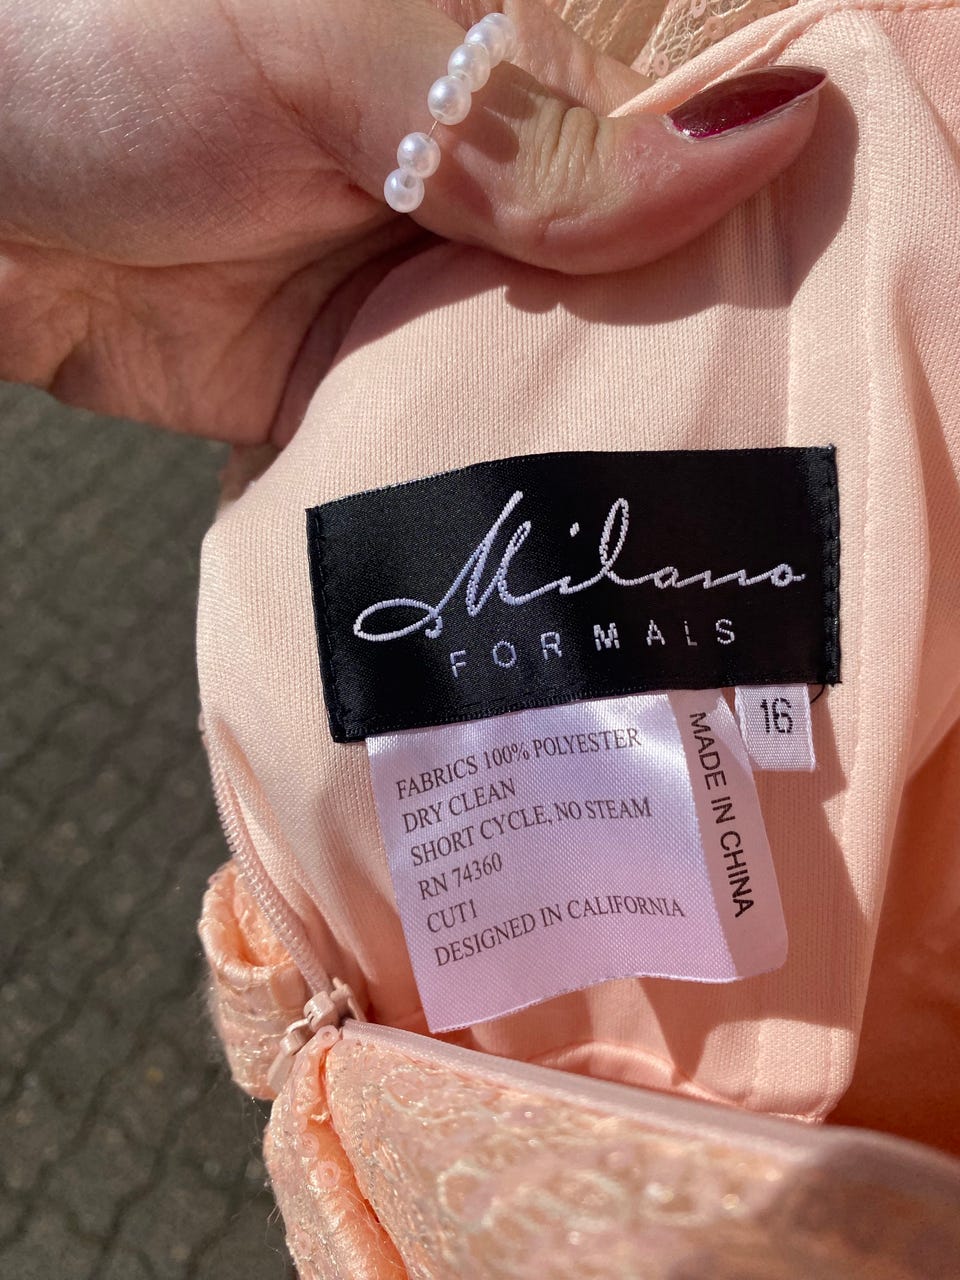 Milano
FORMALS
16
FABRICS 100% POLYESTER
DRY CLEAN
SHORT CYCLE, NO STEAM
RN 74360
CUT1
DESIGNED IN CALIFORNIA
MADE IN CHINA